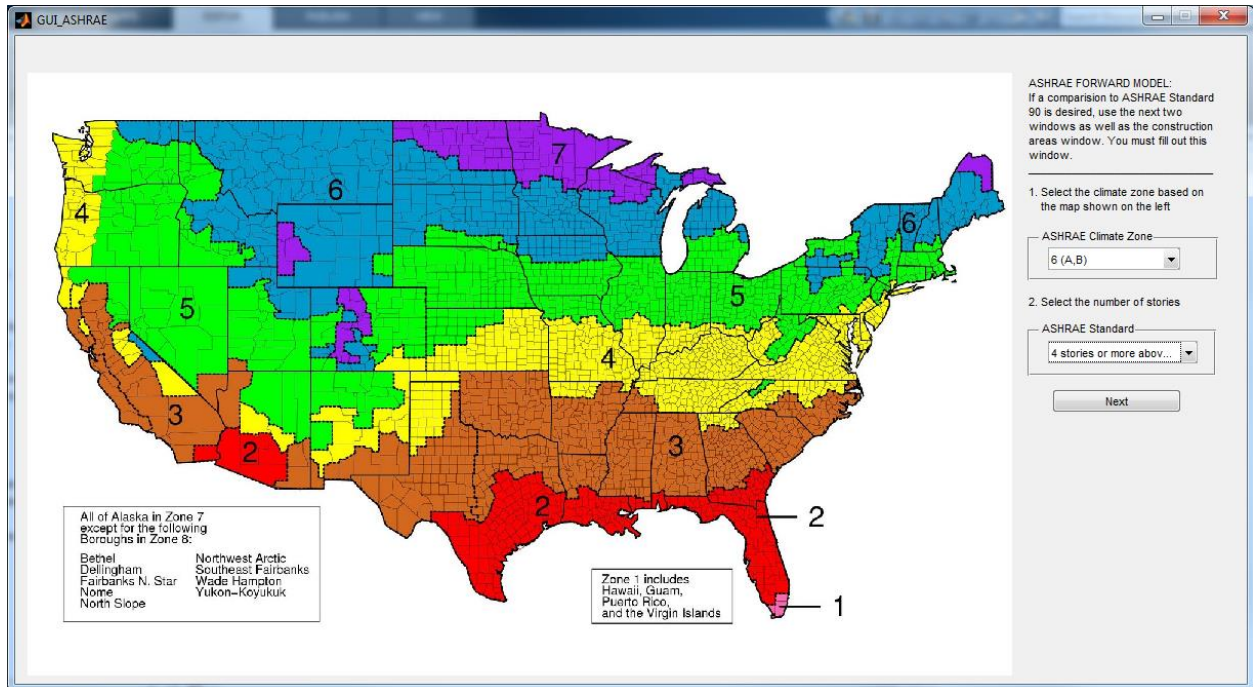 GUI_ASHRAE
ASHRAE FORWARD MODEL:
If a comparision to ASHRAE Standard
90 is desired, use the next two
windows as well as the construction
areas window. You must fill out this
window.
1. Select the climate zone based on
the map shown on the left
ASHRAE Climate Zone
6 (A,B)
2. Select the number of stories
ASHRAE Standard
4 stories or more abov...
Next
7
6
6
4
5
5
4
3
3
2
2
2
1
All of Alaska in Zone 7
except for the following
Boroughs in Zone 8:
Bethel Northwest Arctic
Dellingham Southeast Fairbanks
Fairbanks N. Star Wade Hampton
Nome Yukon-Koyukuk
North Slope
Zone 1 includes
Hawaii, Guam,
Puerto Rico,
and the Virgin Islands